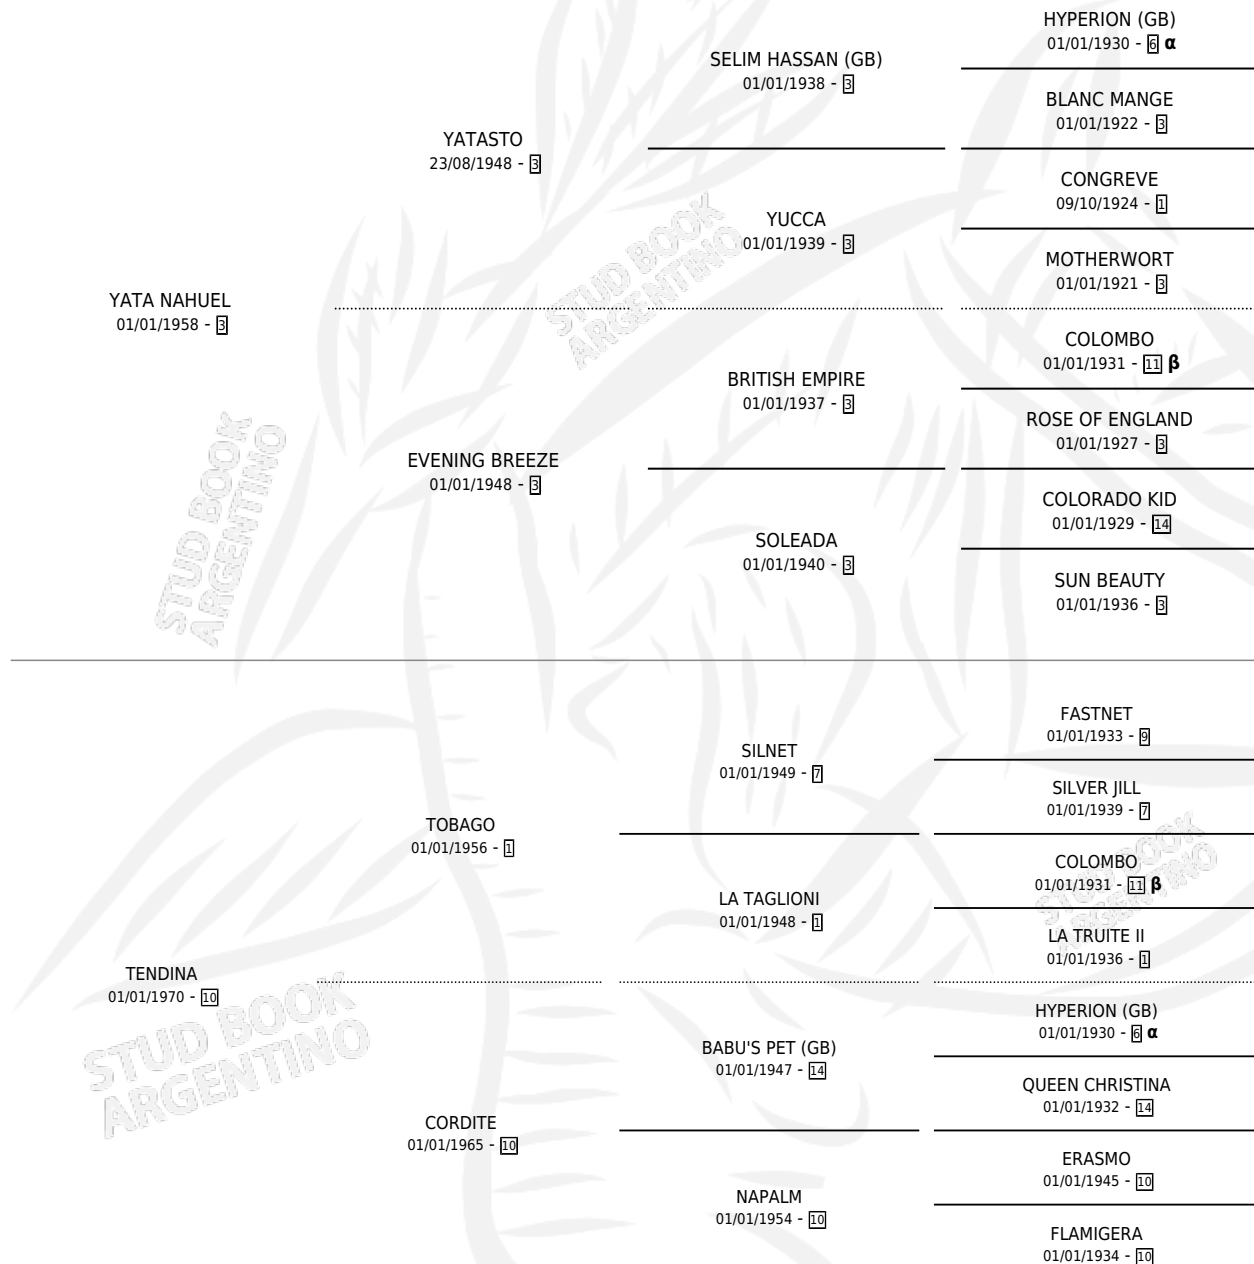 HYPERION (GB)
01/01/1930 - 6 α
SELIM HASSAN (GB)
01/01/1938 - 3
BLANC MANGE
01/01/1922 - 3
YATASTO
23/08/1948 - 3
CONGREVE
09/10/1924 - 1
YUCCA
01/01/1939 - 3
MOTHERWORT
01/01/1921 - 3
YATA NAHUEL
01/01/1958 - 3
STUD BOOK
ARGENTINO
COLOMBO
01/01/1931 - 11 β
BRITISH EMPIRE
01/01/1937 - 3
ROSE OF ENGLAND
01/01/1927 - 3
EVENING BREEZE
01/01/1948 - 3
COLORADO KID
01/01/1929 - 14
SOLEADA
01/01/1940 - 3
SUN BEAUTY
01/01/1936 - 3
STUD BOOK
ARGENTINO
FASTNET
01/01/1933 - 9
SILNET
01/01/1949 - 7
SILVER JILL
01/01/1939 - 7
TOBAGO
01/01/1956 - 1
COLOMBO
01/01/1931 - 11 β
STUD BOOK
ARGENTINO
LA TAGLIONI
01/01/1948 - 1
LA TRUITE II
01/01/1936 - 1
TENDINA
01/01/1970 - 10
STUD BOOK
ARGENTINO
HYPERION (GB)
01/01/1930 - 6 α
BABU'S PET (GB)
01/01/1947 - 14
QUEEN CHRISTINA
01/01/1932 - 14
CORDITE
01/01/1965 - 10
ERASMO
01/01/1945 - 10
NAPALM
01/01/1954 - 10
FLAMIGERA
01/01/1934 - 10